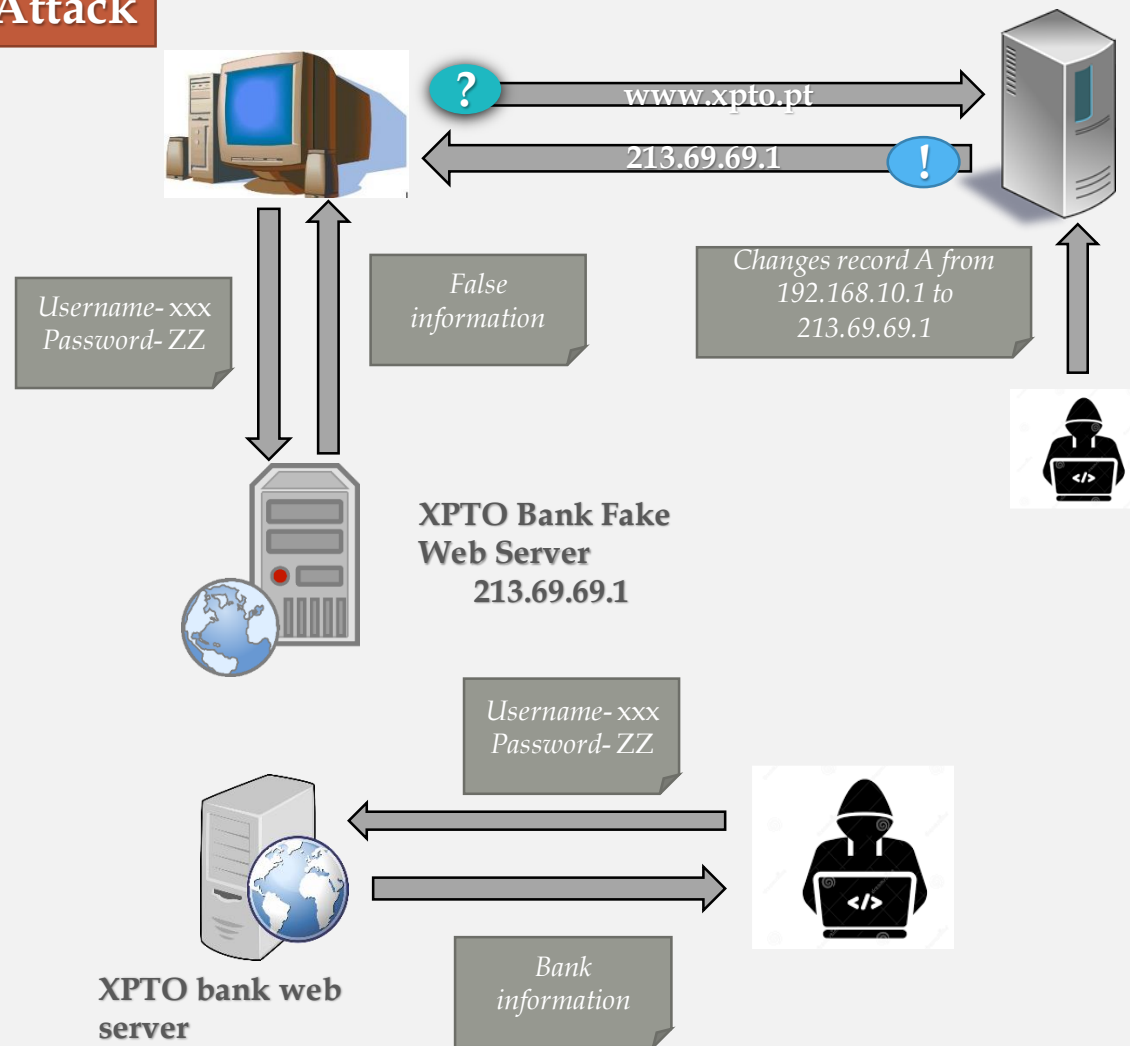 Attack
?
www.xpto.pt
213.69.69.1
!
Username- xxx
Password- ZZ
False
information
Changes record A from
192.168.10.1 to
213.69.69.1
</>
XPTO Bank Fake
Web Server
213.69.69.1
Username- xxx
Password- ZZ
</>
XPTO bank web
server
Bank
information